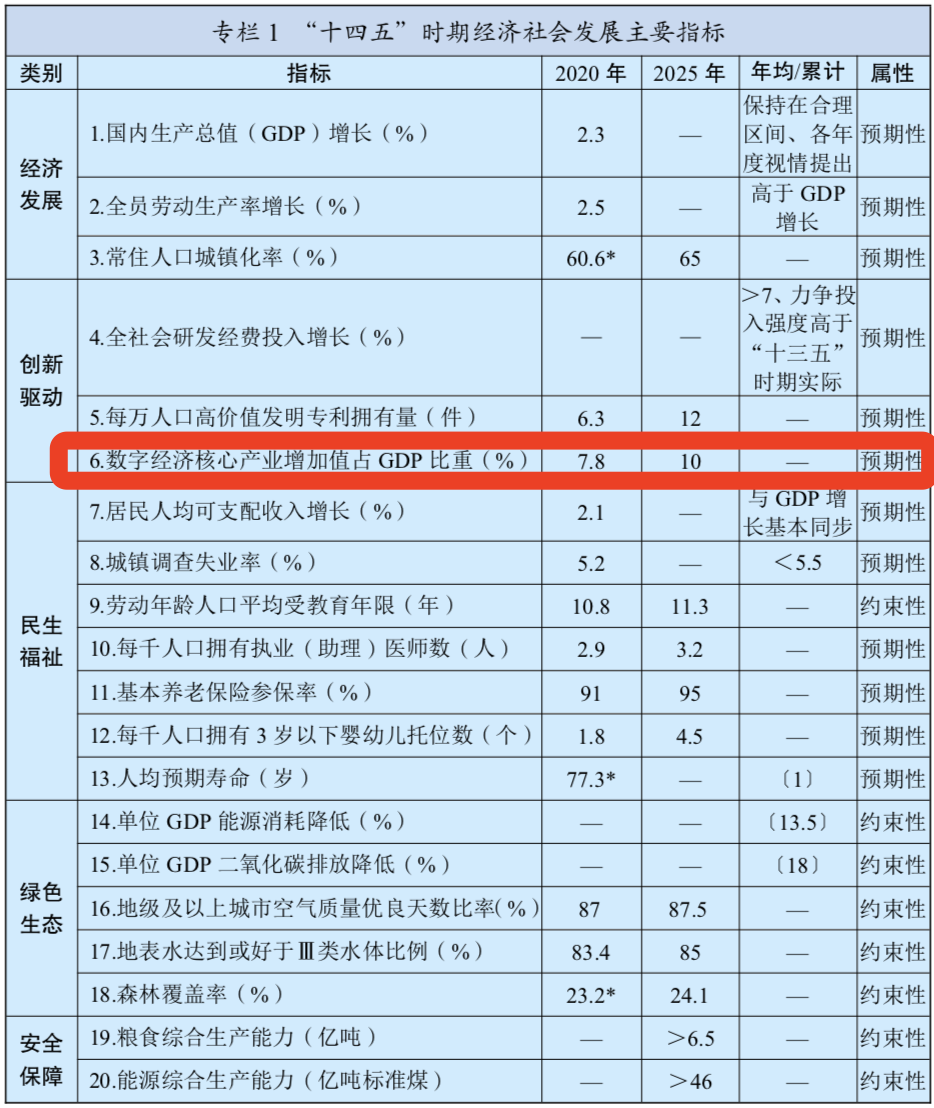 专栏 1 “十四五”时期经济社会发展主要指标
类别 指标 2020 年 2025 年 年均/累计 属性
经济
发展
1.国内生产总值（GDP）增长（%） 2.3 — 保持在合理
区间、各年
度视情提出 预期性
2.全员劳动生产率增长（%） 2.5 — 高于 GDP
增长 预期性
3.常住人口城镇化率（%） 60.6* 65 — 预期性
创新
驱动
4.全社会研发经费投入增长（%） — — ＞7、力争投
入强度高于
“十三五”
时期实际 预期性
5.每万人口高价值发明专利拥有量（件） 6.3 12 — 预期性
6.数字经济核心产业增加值占 GDP 比重（%） 7.8 10 — 预期性
民生
福祉
7.居民人均可支配收入增长（%） 2.1 — 与 GDP 增
长基本同步 预期性
8.城镇调查失业率（%） 5.2 — ＜5.5 预期性
9.劳动年龄人口平均受教育年限（年） 10.8 11.3 — 约束性
10.每千人口拥有执业（助理）医师数（人） 2.9 3.2 — 预期性
11.基本养老保险参保率（%） 91 95 — 预期性
12.每千人口拥有 3 岁以下婴幼儿托位数（个） 1.8 4.5 — 预期性
13.人均预期寿命（岁） 77.3* — 〔1〕 预期性
绿色
生态
14.单位 GDP 能源消耗降低（%） — — 〔13.5〕 约束性
15.单位 GDP 二氧化碳排放降低（%） — — 〔18〕 约束性
16.地级及以上城市空气质量优良天数比率(%) 87 87.5 — 约束性
17.地表水达到或好于Ⅲ类水体比例（%） 83.4 85 — 约束性
18.森林覆盖率（%） 23.2* 24.1 — 约束性
安全
保障
19.粮食综合生产能力（亿吨） — ＞6.5 — 约束性
20.能源综合生产能力（亿吨标准煤） — ＞46 — 约束性